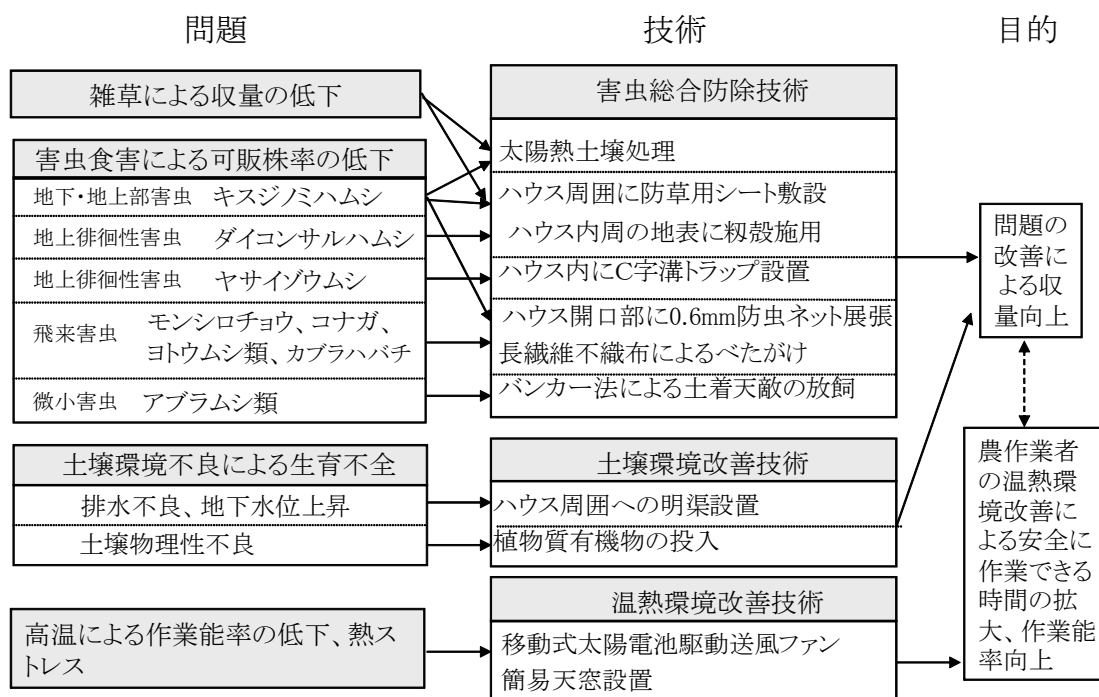 問題
技術
目的
雑草による収量の低下
害虫食害による可販株率の低下
地下・地上部害虫 キスジノミハムシ
地上徘徊性害虫 ダイコンサルハムシ
地上徘徊性害虫 ヤサイゾウムシ
飛来害虫 モンシロチョウ、コナガ、
ヨトウムシ類、カブラハバチ
微小害虫 アブラムシ類
土壌環境不良による生育不全
排水不良、地下水位上昇
土壌物理性不良
高温による作業能率の低下、熱ス
トレス
害虫総合防除技術
太陽熱土壌処理
ハウス周囲に防草用シート敷設
ハウス内周の地表に籾殻施用
ハウス内にC字溝トラップ設置
ハウス開口部に0.6mm防虫ネット展張
長繊維不織布によるべたがけ
バンカー法による土着天敵の放飼
土壌環境改善技術
ハウス周囲への明渠設置
植物質有機物の投入
温熱環境改善技術
移動式太陽電池駆動送風ファン
簡易天窓設置
問題の
改善に
よる収
量向上
農作業者
の温熱環
境改善に
よる安全に
作業できる
時間の拡
大、作業能
率向上